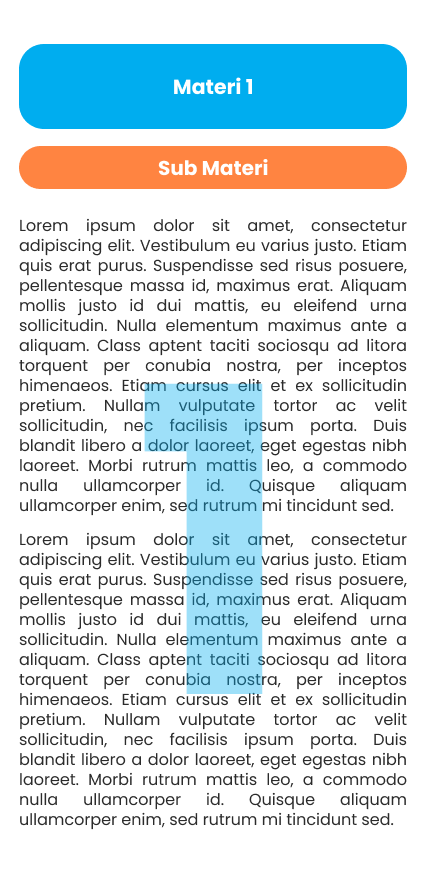 Materi 1
Sub Materi
Lorem ipsum dolor sit amet, consectetur
adipiscing elit. Vestibulum eu varius justo. Etiam
quis erat purus. Suspendisse sed risus posuere,
pellentesque massa id, maximus erat. Aliquam
mollis justo id dui mattis, eu eleifend urna
sollicitudin. Nulla elementum maximus ante a
aliquam. Class aptent taciti sociosqu ad litora
torquent per conubia nostra, per inceptos
himenaeos. Etiam cursus elit et ex sollicitudin
pretium. Nullam vulputate tortor ac velit
sollicitudin, nec facilisis ipsum porta. Duis
blandit libero a dolor laoreet, eget egestas nibh
laoreet. Morbi rutrum mattis leo, a commodo
nulla ullamcorper id. Quisque aliquam
ullamcorper enim, sed rutrum mi tincidunt sed.
Lorem ipsum dolor sit amet, consectetur
adipiscing elit. Vestibulum eu varius justo. Etiam
quis erat purus. Suspendisse sed risus posuere,
pellentesque massa id, maximus erat. Aliquam
mollis justo id dui mattis, eu eleifend urna
sollicitudin. Nulla elementum maximus ante a
aliquam. Class aptent taciti sociosqu ad litora
torquent per conubia nostra, per inceptos
himenaeos. Etiam cursus elit et ex sollicitudin
pretium. Nullam vulputate tortor ac velit
sollicitudin, nec facilisis ipsum porta. Duis
blandit libero a dolor laoreet, eget egestas nibh
laoreet. Morbi rutrum mattis leo, a commodo
nulla ullamcorper id. Quisque aliquam
ullamcorper enim, sed rutrum mi tincidunt sed.
1